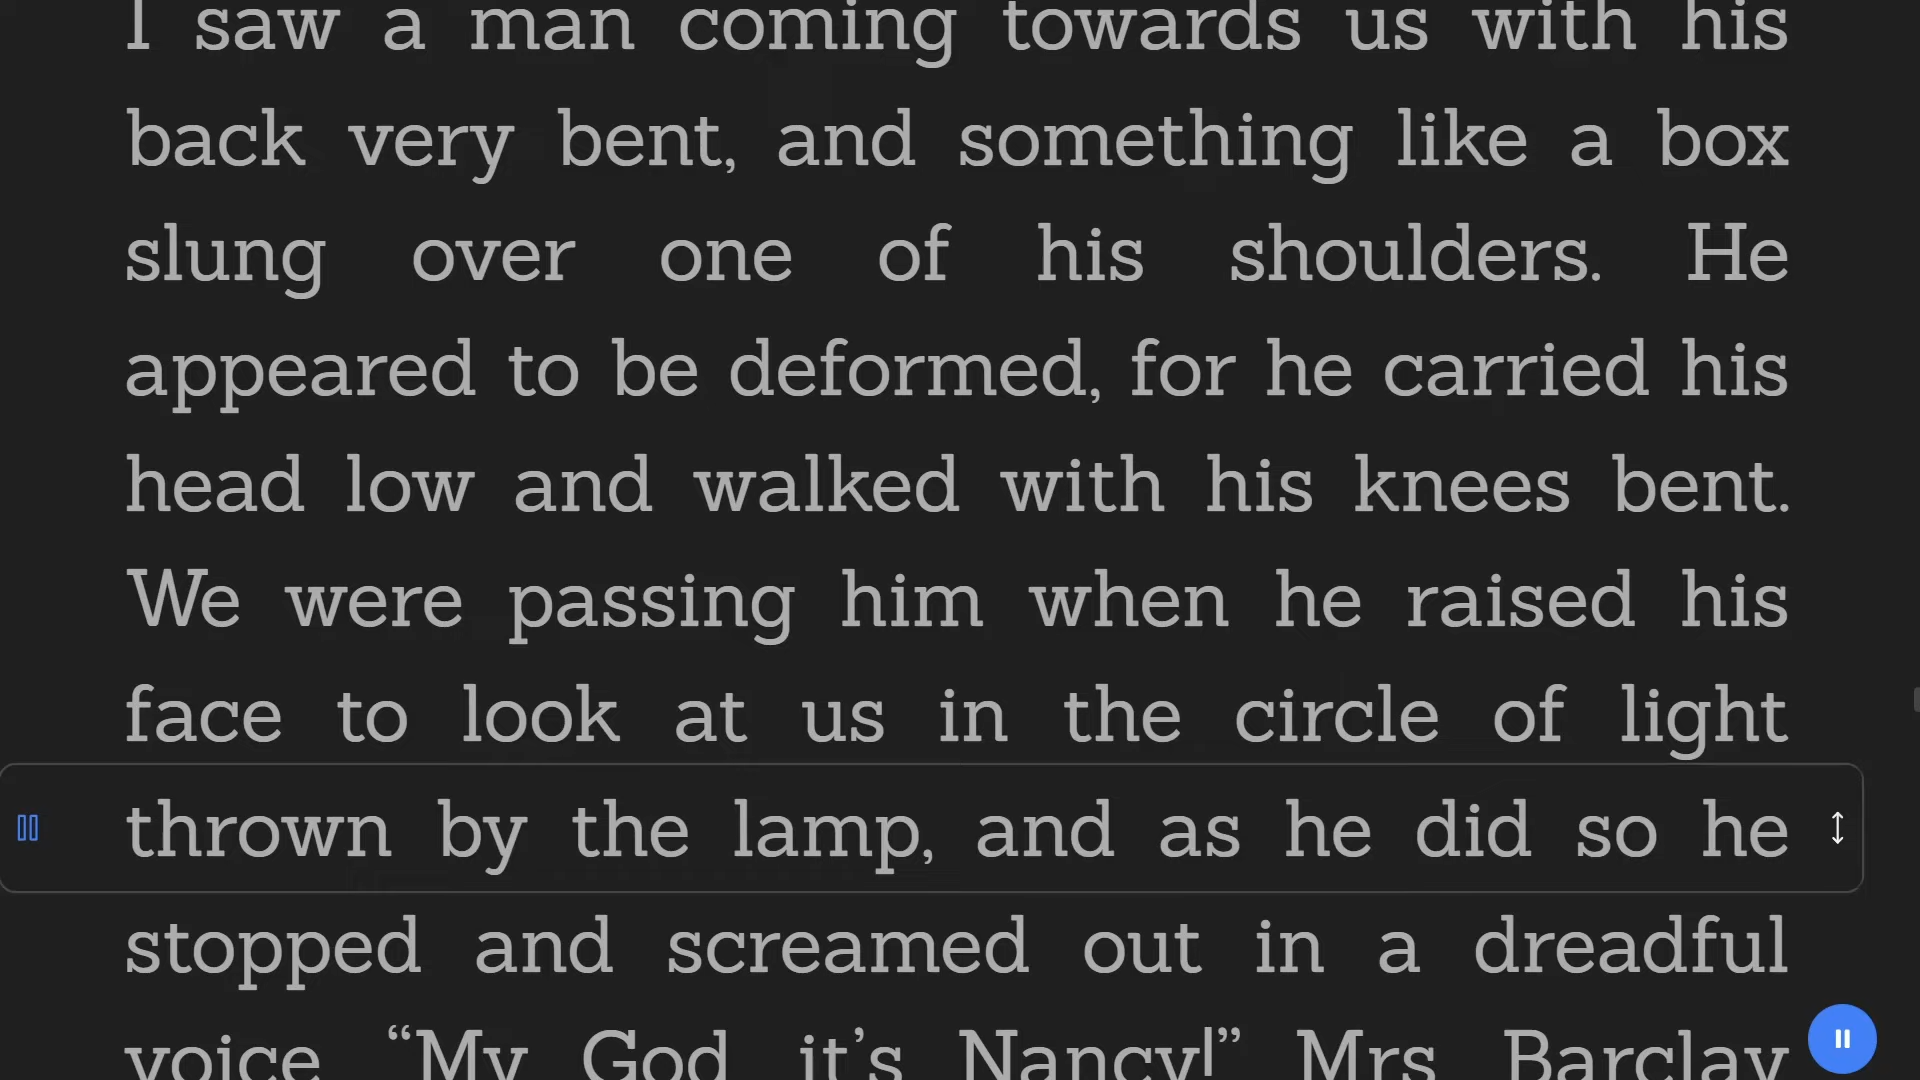 I saw a man coming towards us with his
back very bent, and something like a box
slung over one of his shoulders. He
appeared to be deformed, for he carried his
head low and walked with his knees bent.
We were passing him when he raised his
face to look at us in the circle of light
thrown by the lamp, and as he did so he
stopped and screamed out in a dreadful
voice “My God it’s Nancy!” Mrs Barclay